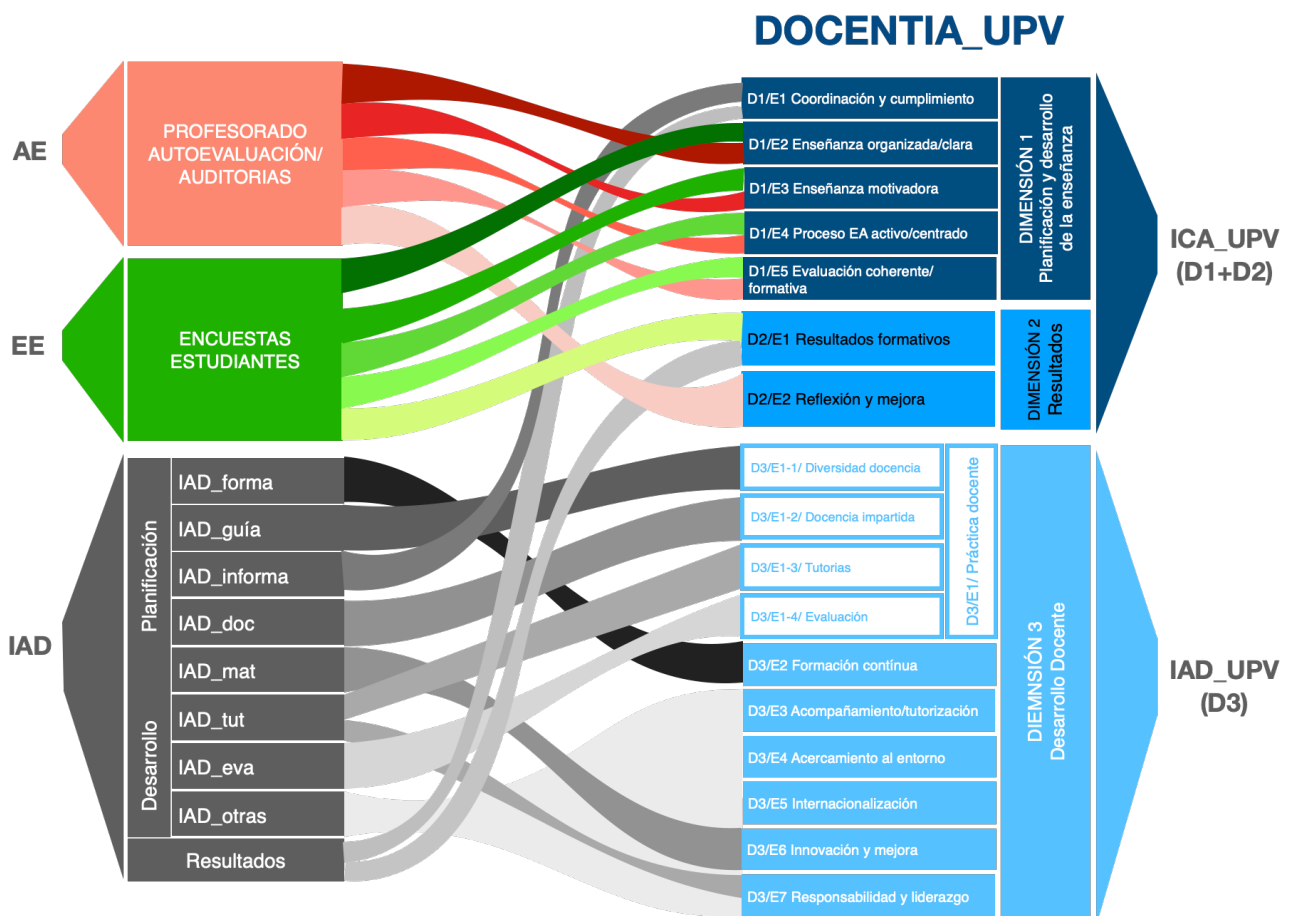 DOCENTIA_UPV
AE
PROFESORADO
AUTOEVALUACIÓN/
AUDITORIAS
EE
ENCUESTAS
ESTUDIANTES
IAD
Planificación
Desarrollo
IAD_forma
IAD_guía
IAD_informa
IAD_doc
IAD_mat
IAD_tut
IAD_eva
IAD_otras
Resultados
D1/E1 Coordinación y cumplimiento
D1/E2 Enseñanza organizada/clara
D1/E3 Enseñanza motivadora
D1/E4 Proceso EA activo/centrado
D1/E5 Evaluación coherente/
formativa
DIMENSIÓN 1
Planificación y desarrollo
de la enseñanza
D2/E1 Resultados formativos
D2/E2 Reflexión y mejora
DIMENSIÓN 2
Resultados
ICA_UPV
(D1+D2)
D3/E1-1/ Diversidad docencia
D3/E1-2/ Docencia impartida
D3/E1-3/ Tutorias
D3/E1-4/ Evaluación
D3/E1/ Práctica docente
D3/E2 Formación contínua
D3/E3 Acompañamiento/tutorización
D3/E4 Acercamiento al entorno
D3/E5 Internacionalización
D3/E6 Innovación y mejora
D3/E7 Responsabilidad y liderazgo
DIEMNSIÓN 3
Desarrollo Docente
IAD_UPV
(D3)